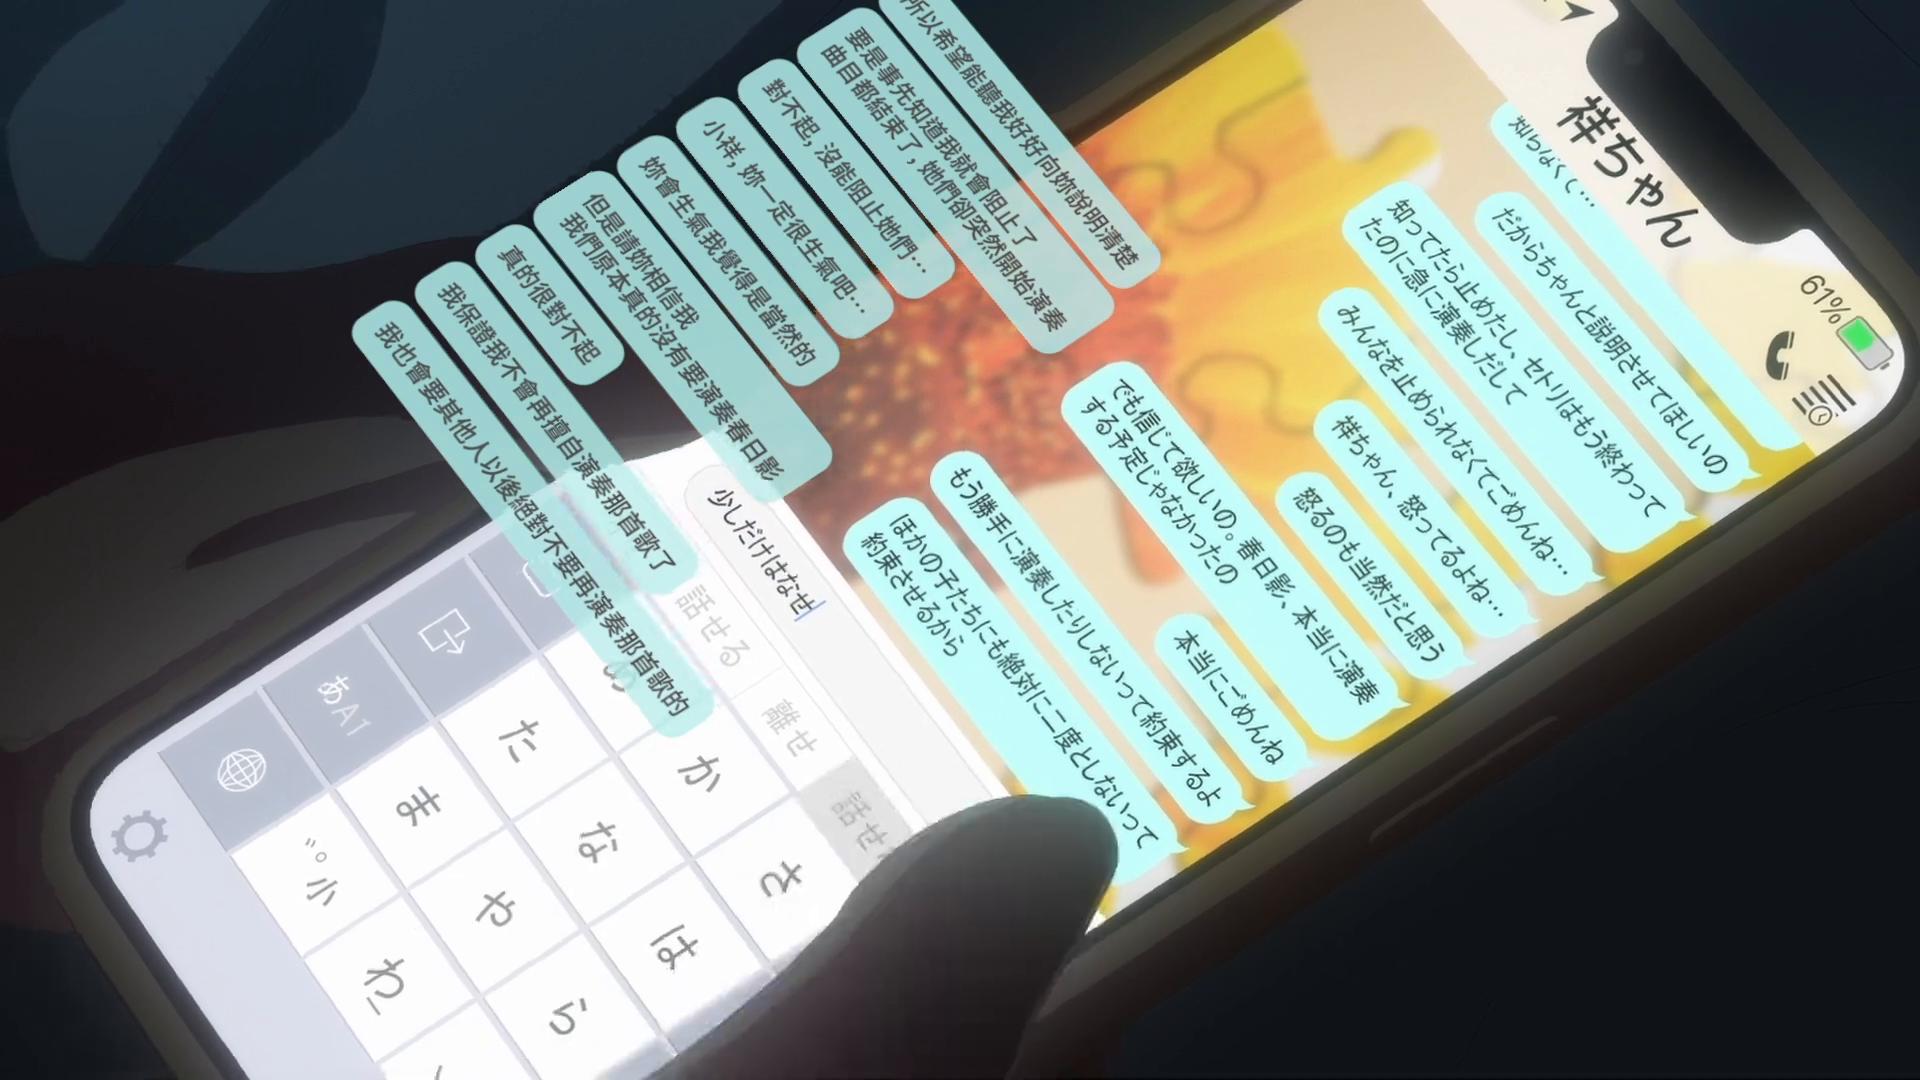 61%
祥ちゃん
知らなくて…
だからちゃんと説明させてほしいの
知ってたら止めたし、セトリはもう終わって
たのに急に演奏しだして
みんなを止められなくてごめんね…
祥ちゃん、怒ってるよね…
怒るのも当然だと思う
でも信じて欲しいの。春日影、本当に演奏
する予定じゃなかったの
本当にごめんね
もう勝手に演奏したりしないって約束するよ
ほかの子たちにも絶対に二度としないって
約束させるから
所以希望能聽我好好向妳說明清楚
要是事先知道我就會阻止了
曲目都結束了，她們卻突然開始演奏
對不起，沒能阻止她們…
小祥，妳一定很生氣吧…
妳會生氣我覺得是當然的
但是請妳相信我
我們原本真的沒有要演奏春日影
真的很對不起
我保證我不會再擅自演奏那首歌了
我也會要其他人以後絕對不要再演奏那首歌的
少しだけはなせ
話せる
離せ
話せ
あ
か
さ
た
な
は
ま
や
ら
あA1
小
わ